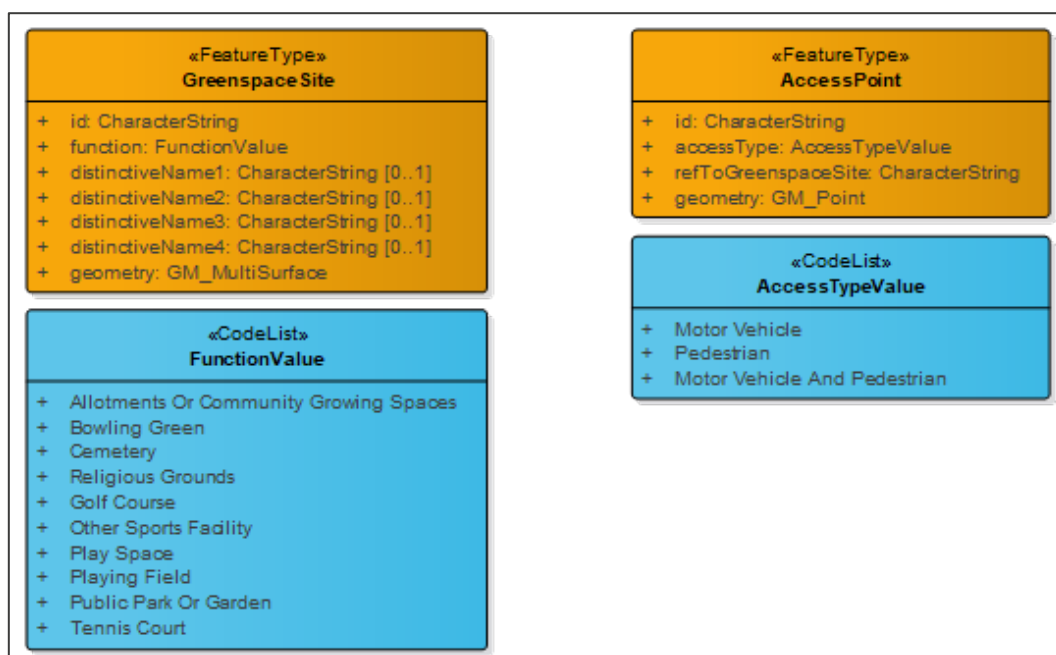 «FeatureType»
GreenspaceSite
+ id: CharacterString
+ function: FunctionValue
+ distinctiveName1: CharacterString [0..1]
+ distinctiveName2: CharacterString [0..1]
+ distinctiveName3: CharacterString [0..1]
+ distinctiveName4: CharacterString [0..1]
+ geometry: GM_MultiSurface
«CodeList»
FunctionValue
+ Allotments Or Community Growing Spaces
+ Bowling Green
+ Cemetery
+ Religious Grounds
+ Golf Course
+ Other Sports Facility
+ Play Space
+ Playing Field
+ Public Park Or Garden
+ Tennis Court
«FeatureType»
AccessPoint
+ id: CharacterString
+ accessType: AccessTypeValue
+ refToGreenspaceSite: CharacterString
+ geometry: GM_Point
«CodeList»
AccessTypeValue
+ Motor Vehicle
+ Pedestrian
+ Motor Vehicle And Pedestrian